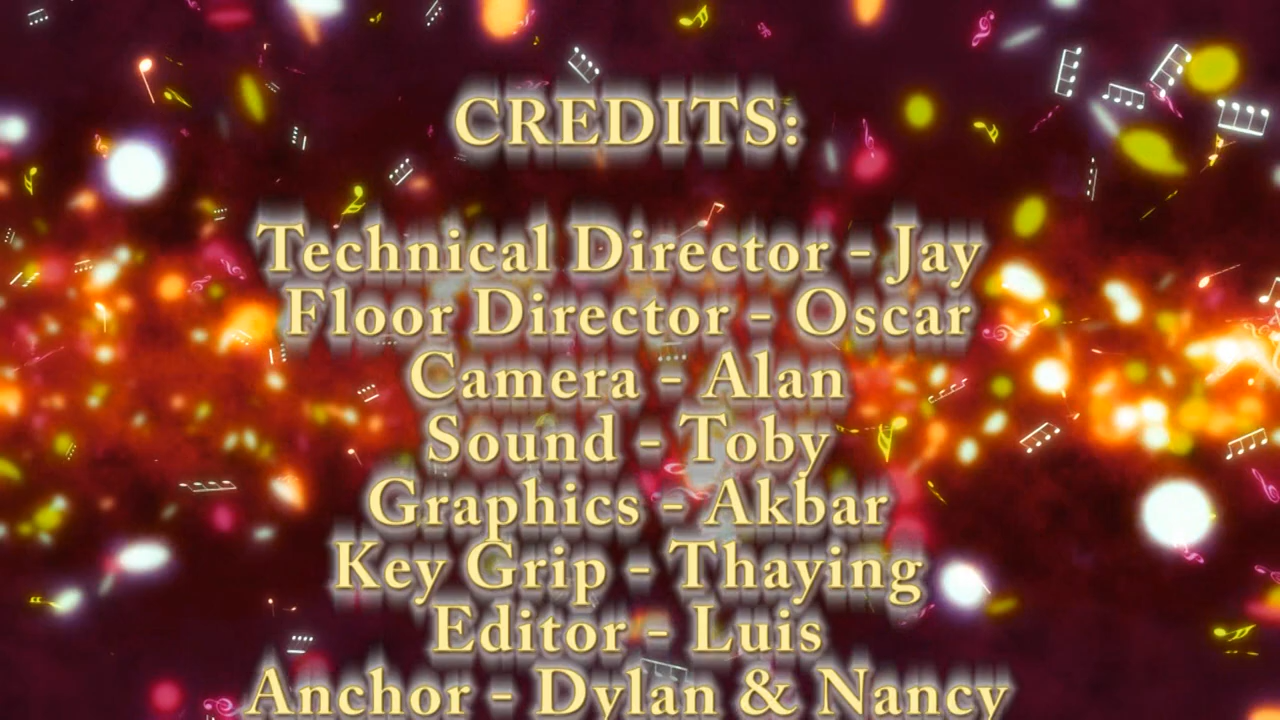 CREDITS:
Technical Director - Jay
Floor Director - Oscar
Camera - Alan
Sound - Toby
Graphics - Akbar
Key Grip - Thaying
Editor - Luis
Anchor - Dylan & Nancy